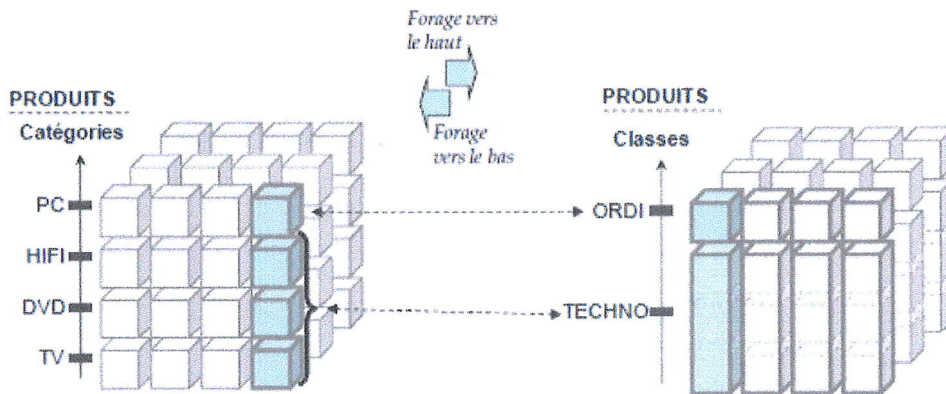 Forage vers
le haut
PRODUITS
Catégories
Forage
vers le bas
PRODUITS
Classes
PC
HIFI
DVD
TV
ORDI
TECHNO